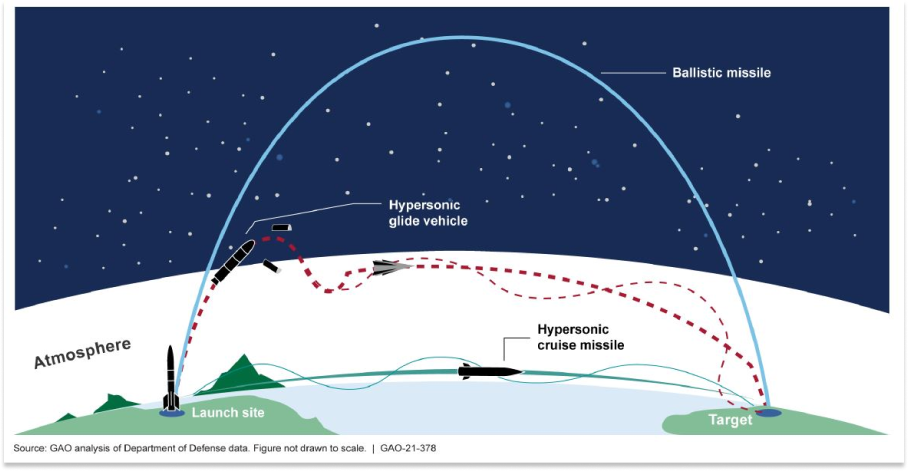 Ballistic missile
Hypersonic
glide vehicle
Hypersonic
cruise missile
Atmosphere
Launch site
Target
Source: GAO analysis of Department of Defense data. Figure not drawn to scale. | GAO-21-378